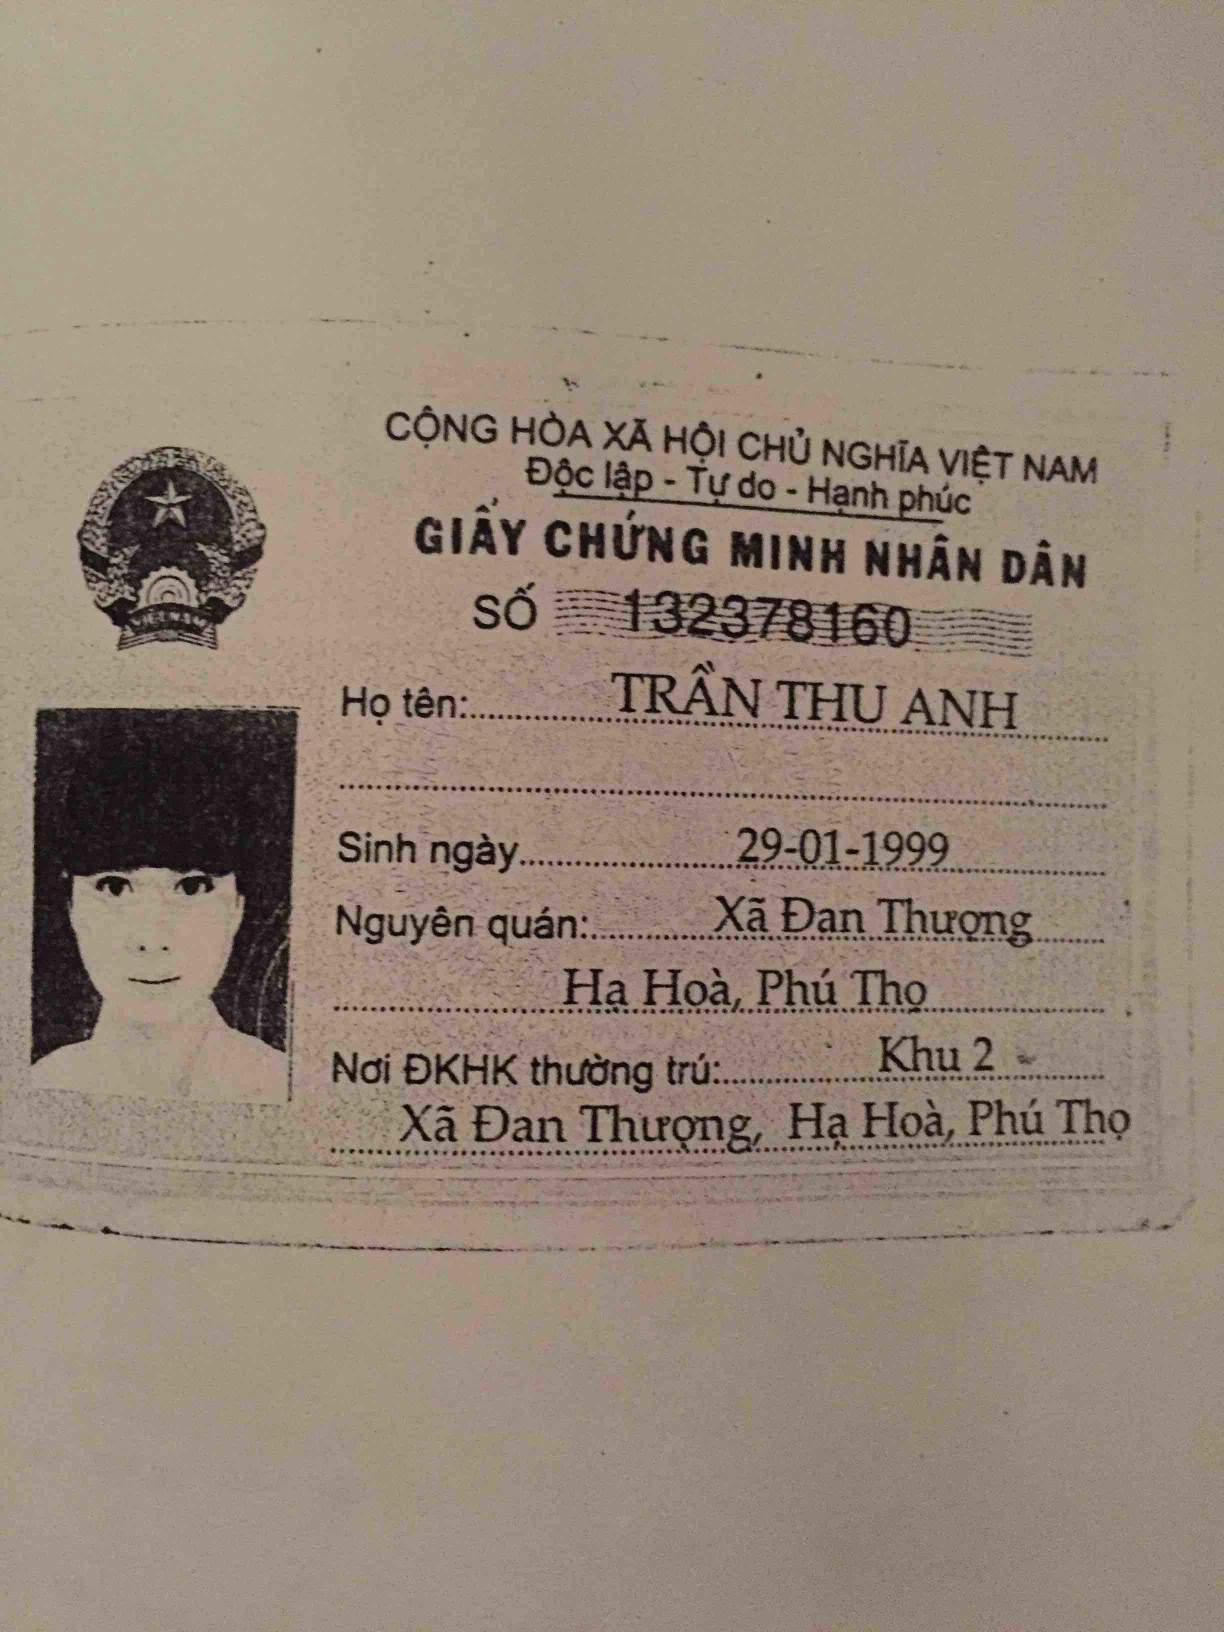 CỘNG HÒA XÃ HỘI CHỦ NGHĨA VIỆT NAM
Độc lập - Tự do - Hạnh phúc
GIẤY CHỨNG MINH NHÂN DÂN
SỐ 132378160
VIỆT NAM
Họ tên: TRẦN THU ANH
Sinh ngày 29-01-1999
Nguyên quán: Xã Đan Thượng
Hạ Hoà, Phú Thọ
Nơi ĐKHK thường trú: Khu 2
Xã Đan Thượng, Hạ Hoà, Phú Thọ